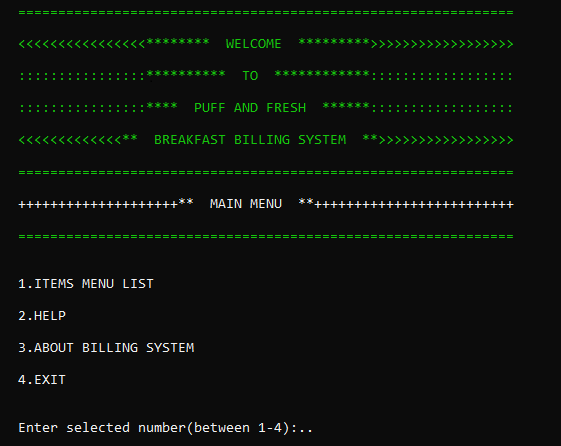 ==============================================================
<<<<<<<<<<<<<<<<********  WELCOME  *********>>>>>>>>>>>>>>>>>>
::::::::::::::::**********  TO  ************::::::::::::::::::
::::::::::::::::****  PUFF AND FRESH  ******::::::::::::::::::
<<<<<<<<<<<<<**  BREAKFAST BILLING SYSTEM  **>>>>>>>>>>>>>>>>>
==============================================================
++++++++++++++++++++**  MAIN MENU  **+++++++++++++++++++++++++
==============================================================
1.ITEMS MENU LIST
2.HELP
3.ABOUT BILLING SYSTEM
4.EXIT
Enter selected number(between 1-4):..